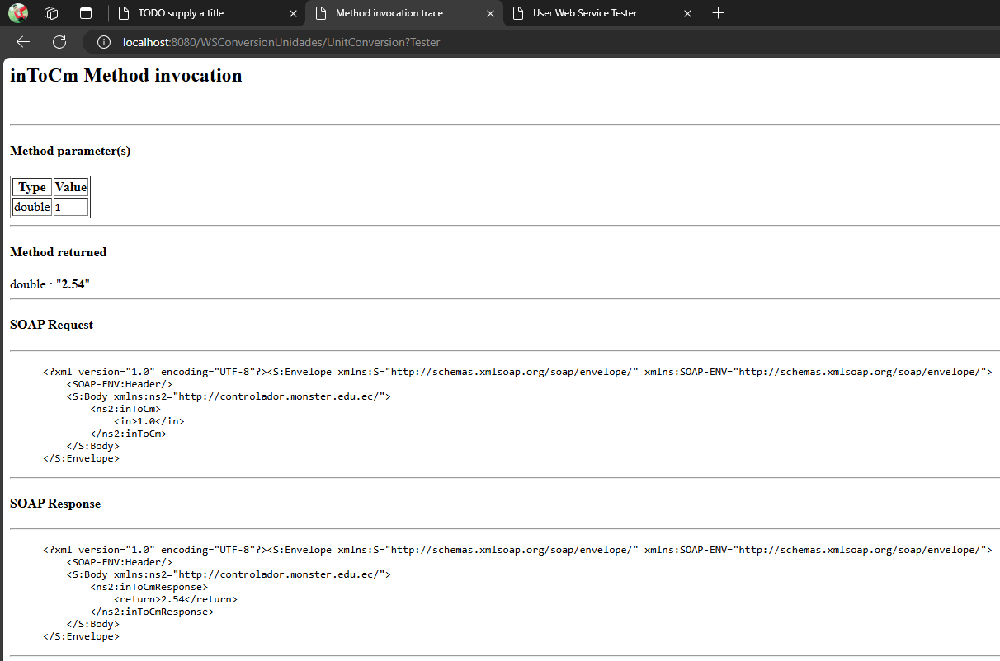 TODO supply a title
Method invocation trace
User Web Service Tester
localhost:8080/WSConversionUnidades/UnitConversion?Tester
inToCm Method invocation
Method parameter(s)
Type Value
double 1
Method returned
double : "2.54"
SOAP Request
<?xml version="1.0" encoding="UTF-8"?><S:Envelope xmlns:S="http://schemas.xmlsoap.org/soap/envelope/" xmlns:SOAP-ENV="http://schemas.xmlsoap.org/soap/envelope/">
<SOAP-ENV:Header/>
<S:Body xmlns:ns2="http://controlador.monster.edu.ec/">
<ns2:inToCm>
<in>1.0</in>
</ns2:inToCm>
</S:Body>
</S:Envelope>
SOAP Response
<?xml version="1.0" encoding="UTF-8"?><S:Envelope xmlns:S="http://schemas.xmlsoap.org/soap/envelope/" xmlns:SOAP-ENV="http://schemas.xmlsoap.org/soap/envelope/">
<SOAP-ENV:Header/>
<S:Body xmlns:ns2="http://controlador.monster.edu.ec/">
<ns2:inToCmResponse>
<return>2.54</return>
</ns2:inToCmResponse>
</S:Body>
</S:Envelope>